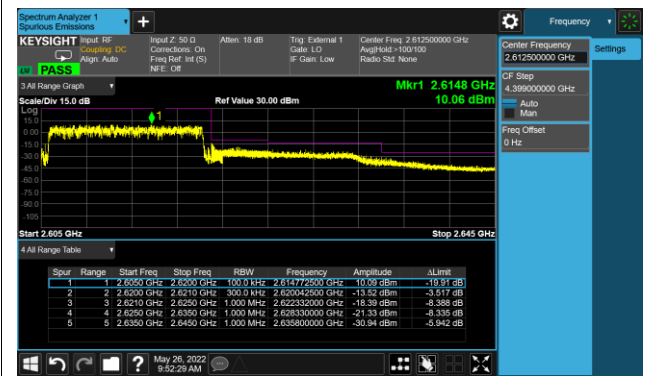 Spectrum Analyzer 1
Spurious Emissions
Frequency
KEYSIGHT
Input: RF
Coupling: DC
Align: Auto
Input Z: 50 Ω
Corrections: On
Freq Ref: Int (S)
NFE: Off
Atten: 18 dB
Trig: External 1
Gate: LO
IF Gain: Low
Center Freq: 2.612500000 GHz
Avg|Hold:>100/100
Radio Std: None
PASS
Center Frequency
2.612500000 GHz
Settings
CF Step
4.399000000 GHz
Auto
Man
Freq Offset
0 Hz
3 All Range Graph
Mkr1 2.6148 GHz
Scale/Div 15.0 dB
Ref Value 30.00 dBm
10.06 dBm
Log
1
15.0
0.00
-15.0
-30.0
-45.0
-60.0
-75.0
-90.0
-105
Start 2.605 GHz
Stop 2.645 GHz
4 All Range Table
Spur Range Start Freq Stop Freq RBW Frequency Amplitude ΔLimit
1 1 2.6050 GHz 2.6200 GHz 100.0 kHz 2.614772500 GHz 10.09 dBm -19.91 dB
2 2 2.6200 GHz 2.6210 GHz 300.0 kHz 2.620042500 GHz -13.52 dBm -3.517 dB
3 3 2.6210 GHz 2.6250 GHz 1.000 MHz 2.622332000 GHz -18.39 dBm -8.388 dB
4 4 2.6250 GHz 2.6350 GHz 1.000 MHz 2.628330000 GHz -21.33 dBm -8.335 dB
5 5 2.6350 GHz 2.6450 GHz 1.000 MHz 2.635800000 GHz -30.94 dBm -5.942 dB
May 26, 2022
9:52:29 AM